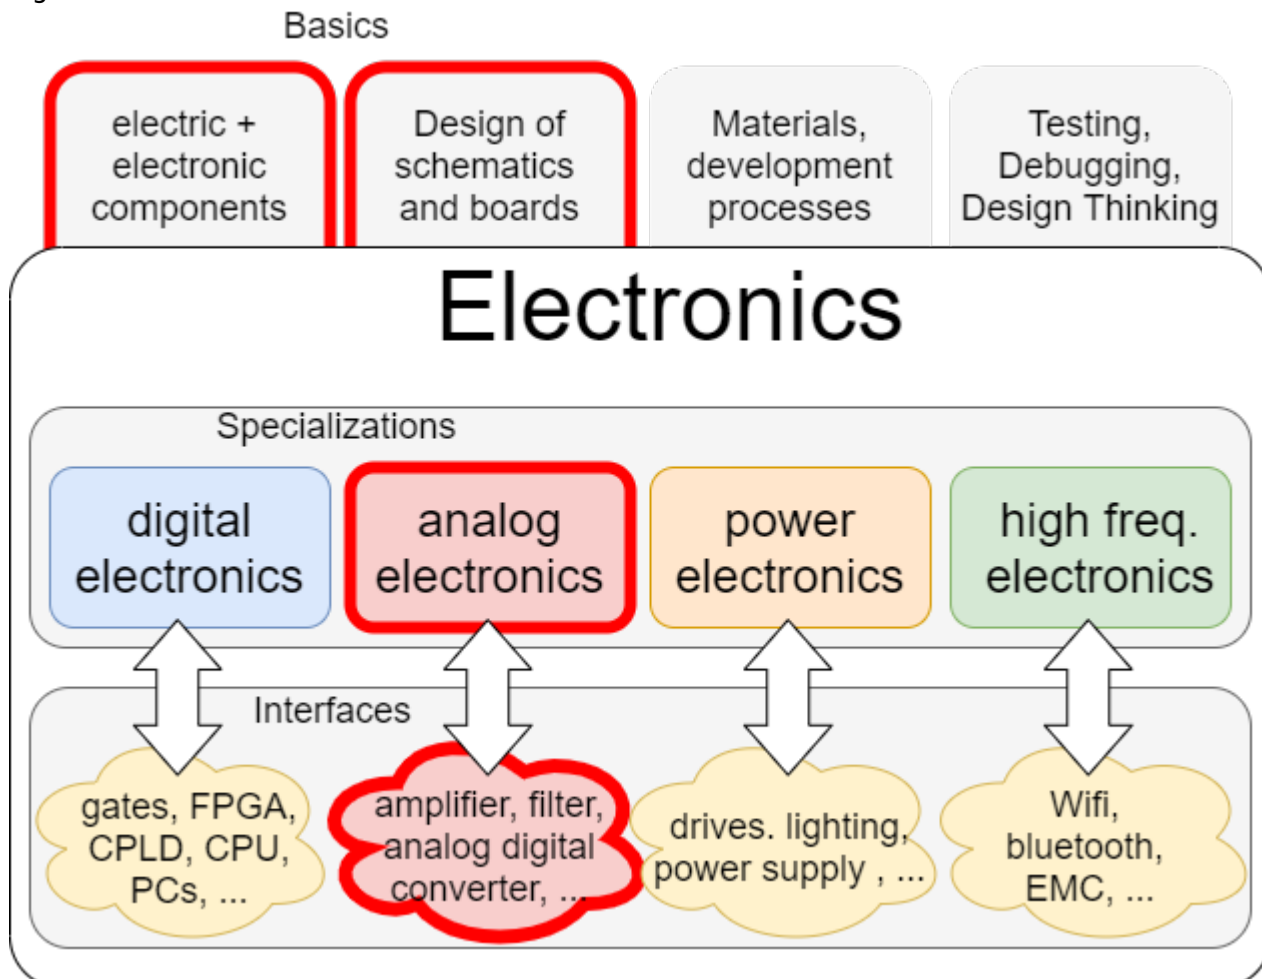 Basics
electric +
electronic
components
Design of
schematics
and boards
Materials,
development
processes
Testing,
Debugging,
Design Thinking
Electronics
Specializations
digital
electronics
analog
electronics
power
electronics
high freq.
electronics
Interfaces
gates, FPGA,
CPLD, CPU,
PCs, ...
amplifier, filter,
analog digital
converter, ...
drives. lighting,
power supply , ...
Wifi,
bluetooth,
EMC, ...